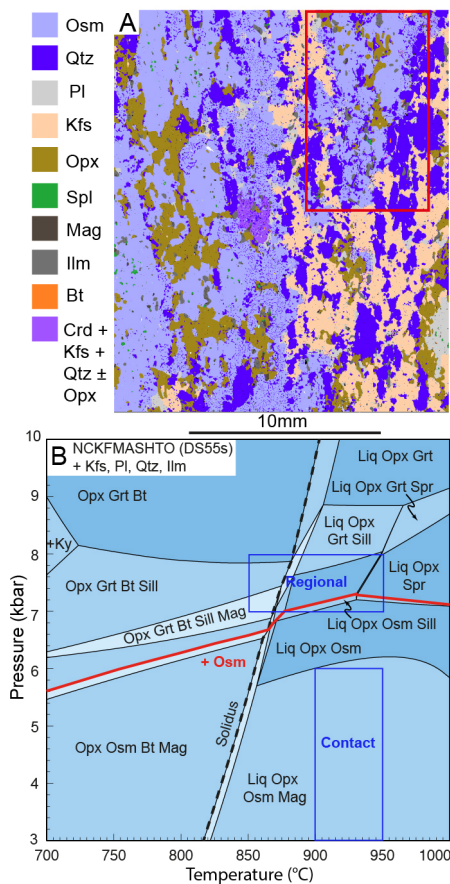 A
Osm
Qtz
Pl
Kfs
Opx
Spl
Mag
Ilm
Bt
Crd +
Kfs +
Qtz ±
Opx
10mm
B
NCKFMASHTO (DS55s)
+ Kfs, Pl, Qtz, Ilm
Liq Opx Grt
Opx Grt Bt
Liq Opx
Grt Spr
Liq Opx
Grt Sill
+Ky
Opx Grt Bt Sill
Regional
Liq Opx
Spr
Opx Grt Bt Sill Mag
Liq Opx Osm Sill
+ Osm
Liq Opx Osm
Solidus
Opx Osm Bt Mag
Contact
Liq Opx
Osm Mag
Pressure (kbar)
10
9
8
7
6
5
4
3
700
750
800
850
900
950
1000
Temperature (°C)